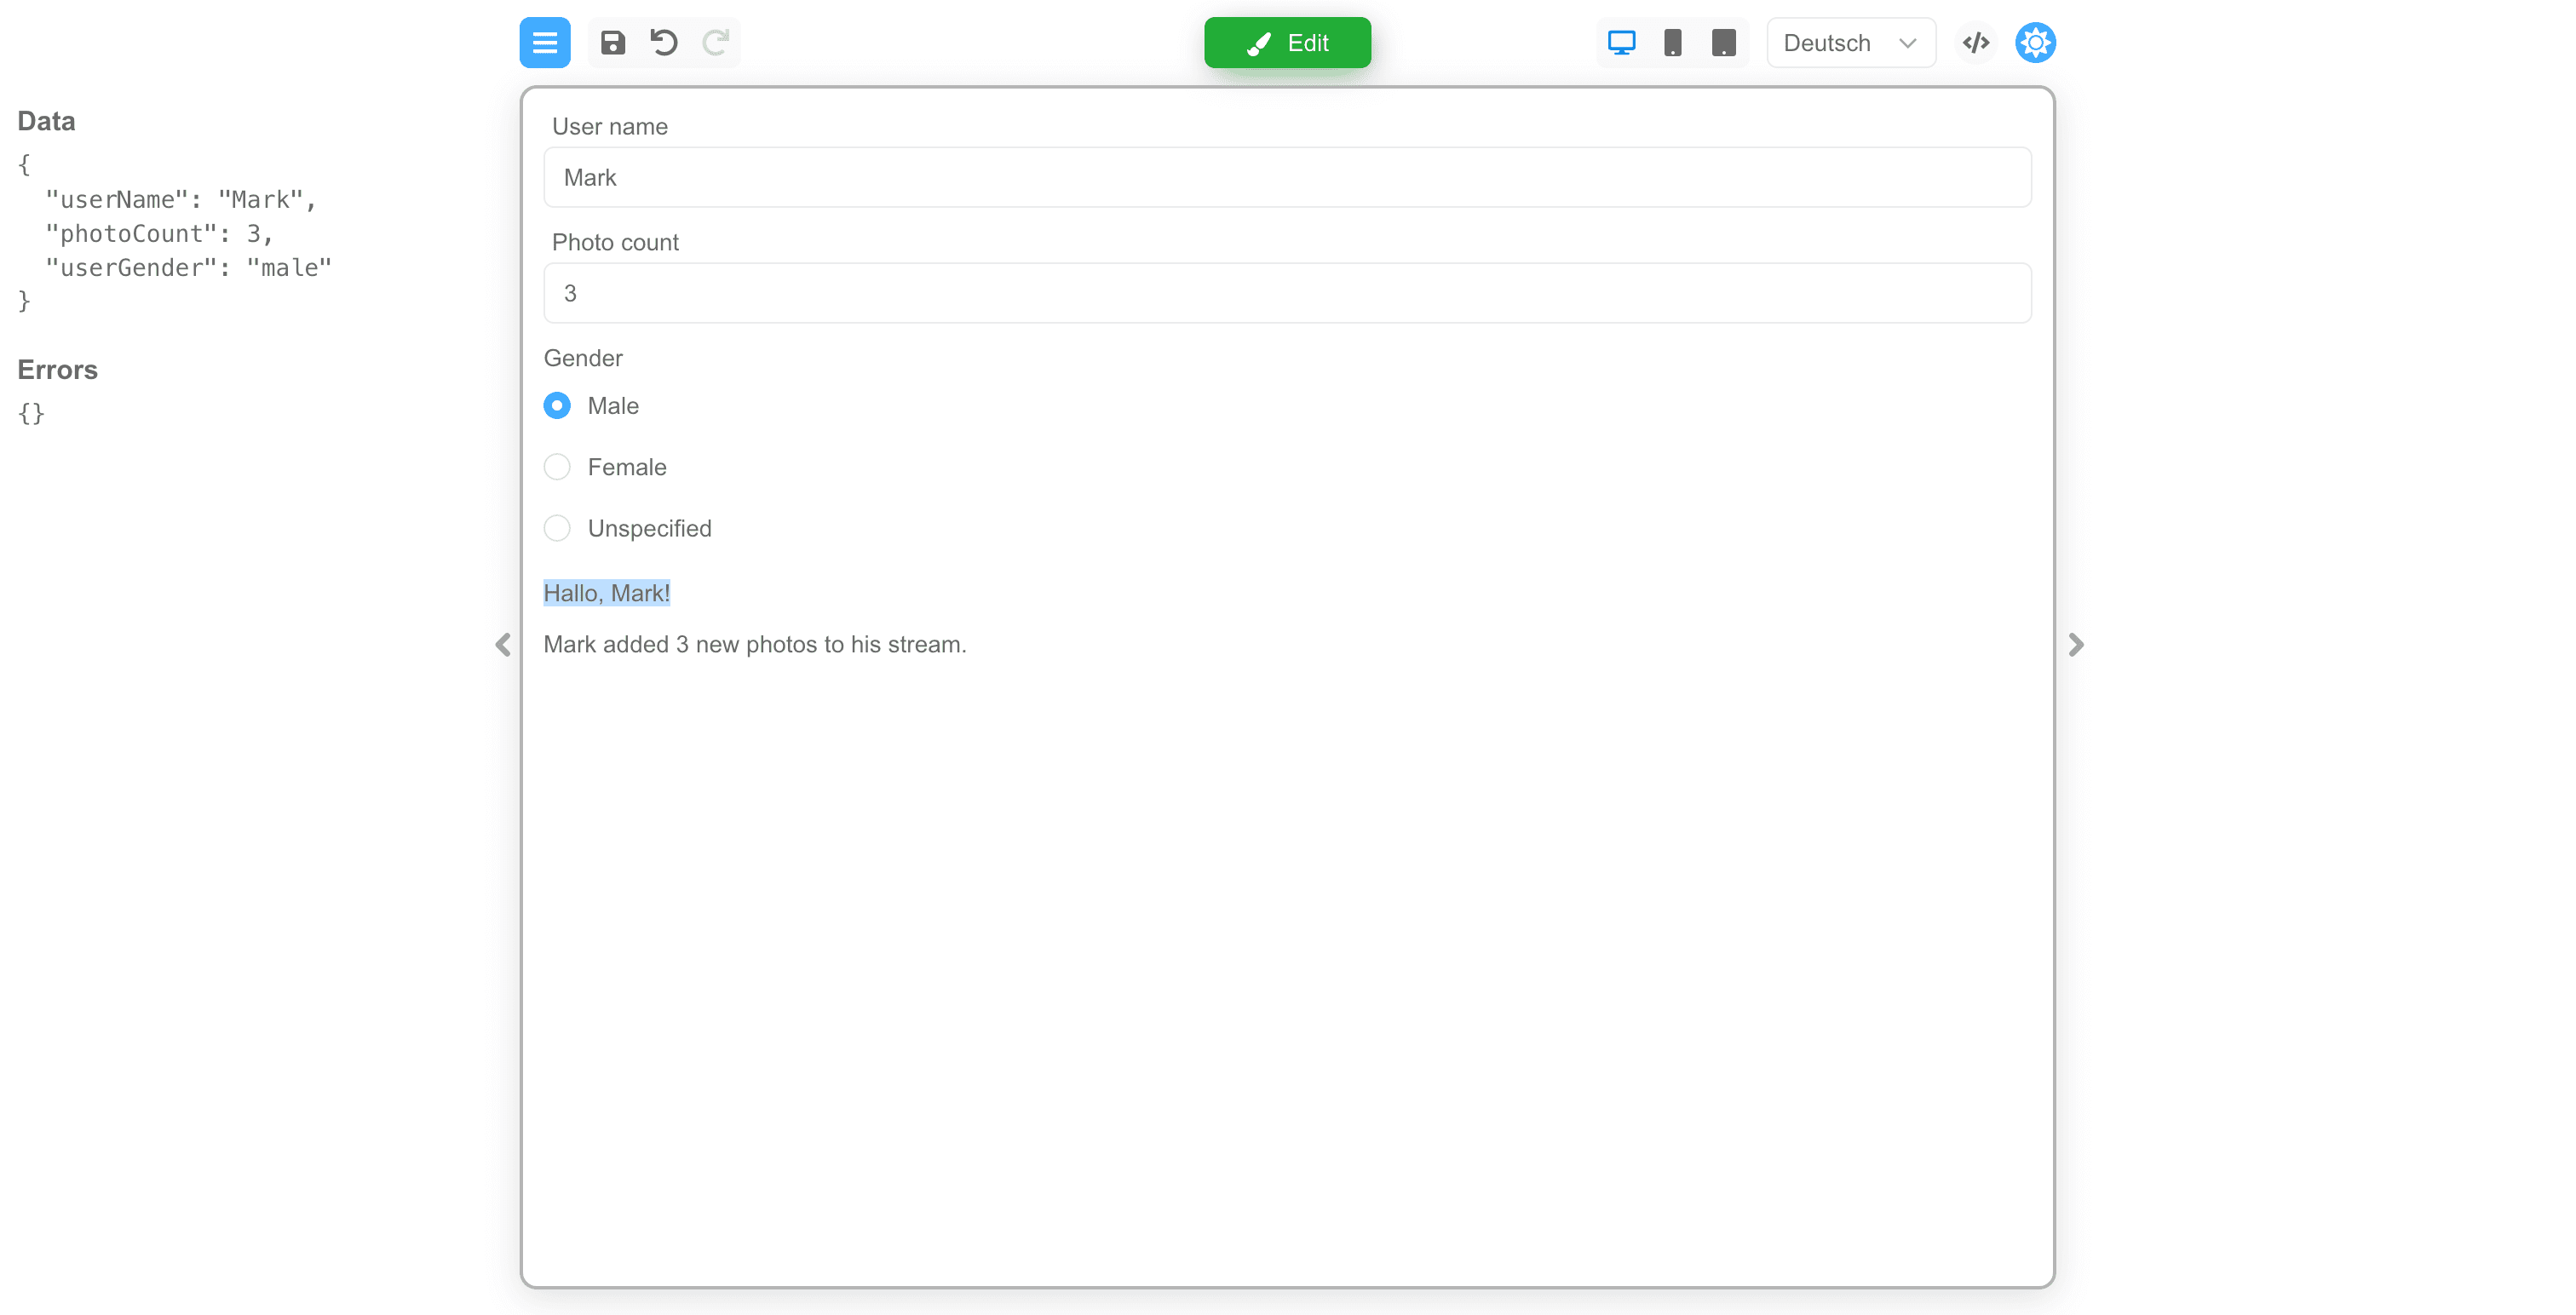 Edit
Deutsch
Data
{
"userName": "Mark",
"photoCount": 3,
"userGender": "male"
}
Errors
{}
User name
Mark
Photo count
3
Gender
Male
Female
Unspecified
Hallo, Mark!
Mark added 3 new photos to his stream.